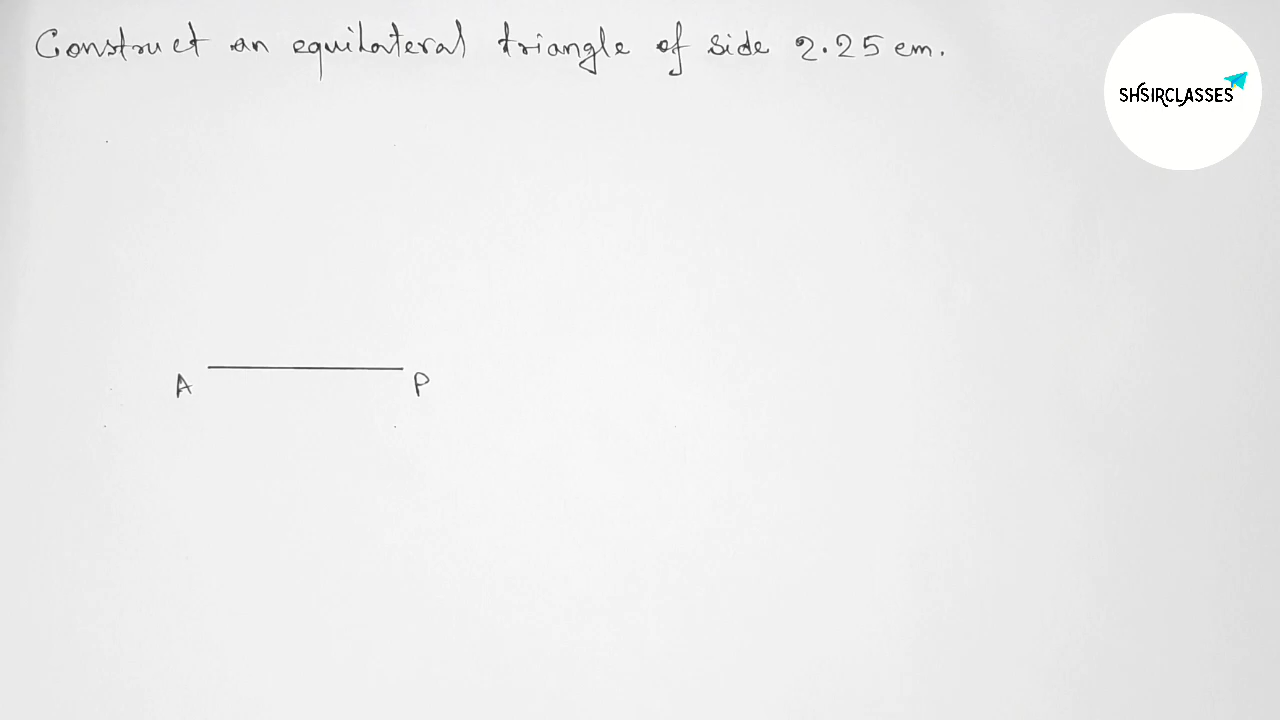 Construct an equilateral triangle of side 2.25 cm.
SHSIRCLASSES
A P